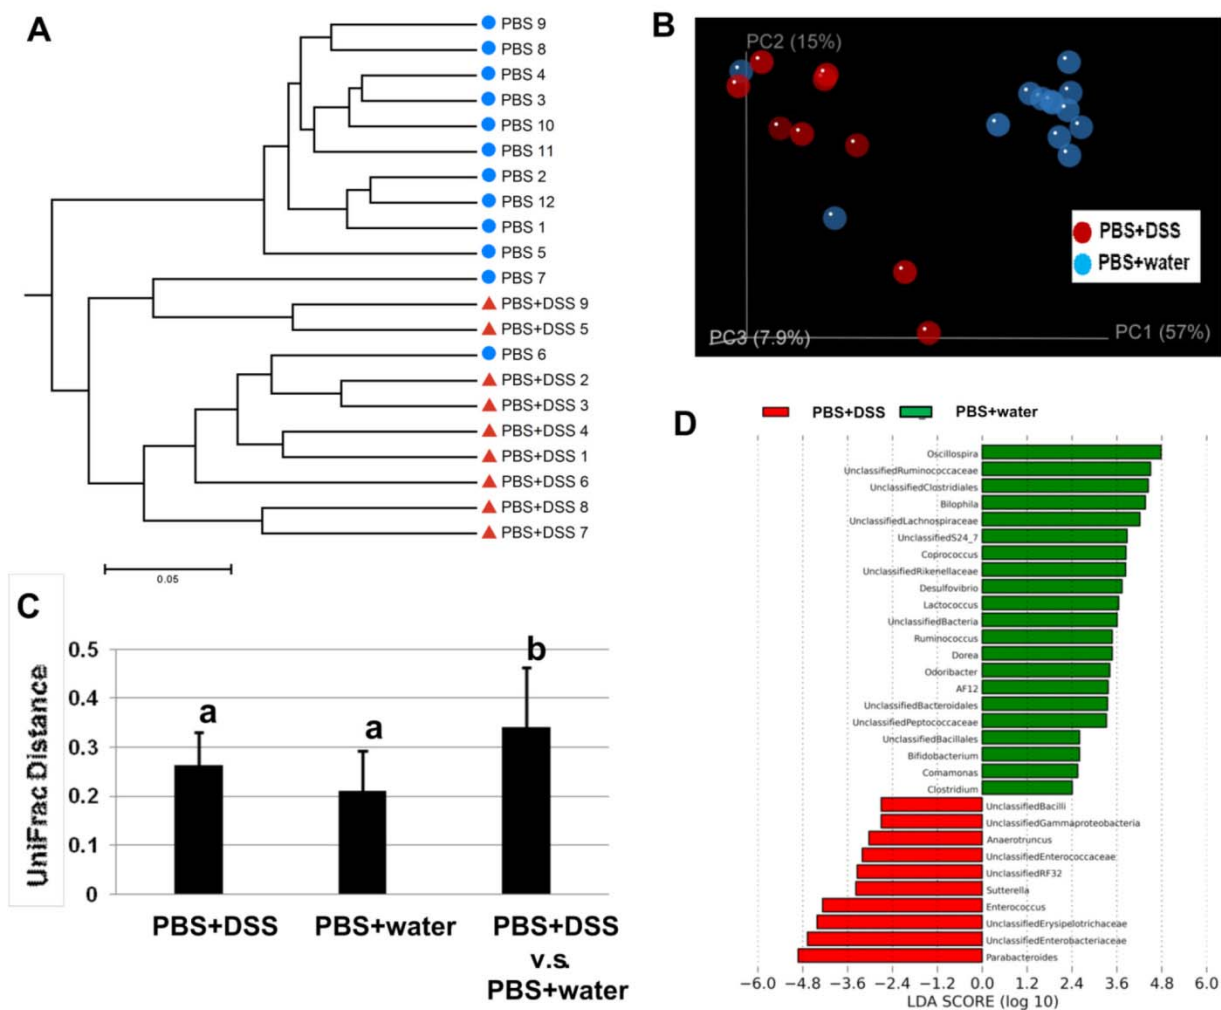 A
PBS 9
PBS 8
PBS 4
PBS 3
PBS 10
PBS 11
PBS 2
PBS 12
PBS 1
PBS 5
PBS 7
PBS+DSS 9
PBS+DSS 5
PBS 6
PBS+DSS 2
PBS+DSS 3
PBS+DSS 4
PBS+DSS 1
PBS+DSS 6
PBS+DSS 8
PBS+DSS 7
0.05
B
PC2 (15%)
PBS+DSS
PBS+water
PC3 (7.9%)
PC1 (57%)
C
UniFrac Distance
0.5
0.4
0.3
0.2
0.1
0
a
a
b
PBS+DSS
PBS+water
PBS+DSS
v.s.
PBS+water
D
PBS+DSS
PBS+water
Oscillospira
UnclassifiedRuminococcaceae
UnclassifiedClostridiales
Bilophila
UnclassifiedLachnospiraceae
UnclassifiedS24_7
Coprococcus
UnclassifiedRikenellaceae
Desulfovibrio
Lactococcus
UnclassifiedBacteria
Ruminococcus
Dorea
Odoribacter
AF12
UnclassifiedBacteroidales
UnclassifiedPeptococcaceae
UnclassifiedBacillales
Bifidobacterium
Comamonas
Clostridium
UnclassifiedBacilli
UnclassifiedGammaproteobacteria
Anaerotruncus
UnclassifiedEnterococcaceae
UnclassifiedRF32
Sutterella
Enterococcus
UnclassifiedErysipelotrichaceae
UnclassifiedEnterobacteriaceae
Parabacteroides
-6.0 -4.8 -3.6 -2.4 -1.2 0.0 1.2 2.4 3.6 4.8 6.0
LDA SCORE (log 10)